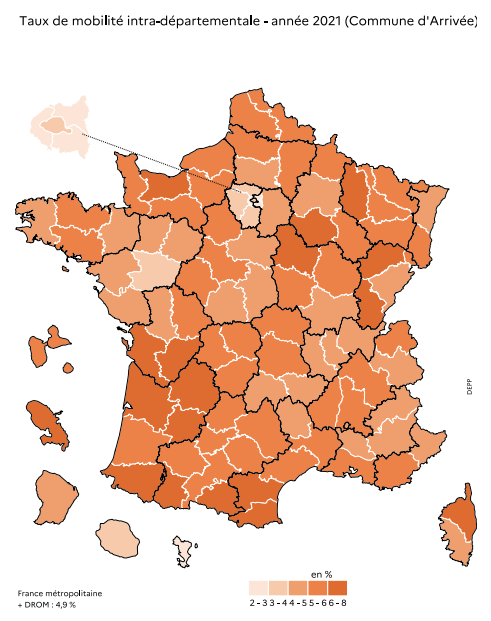 Taux de mobilité intra-départementale - année 2021 (Commune d'Arrivée)
DEPP
en %
2 - 3 3 - 4 4 - 5 5 - 6 6 - 8
France métropolitaine
+ DROM : 4,9 %